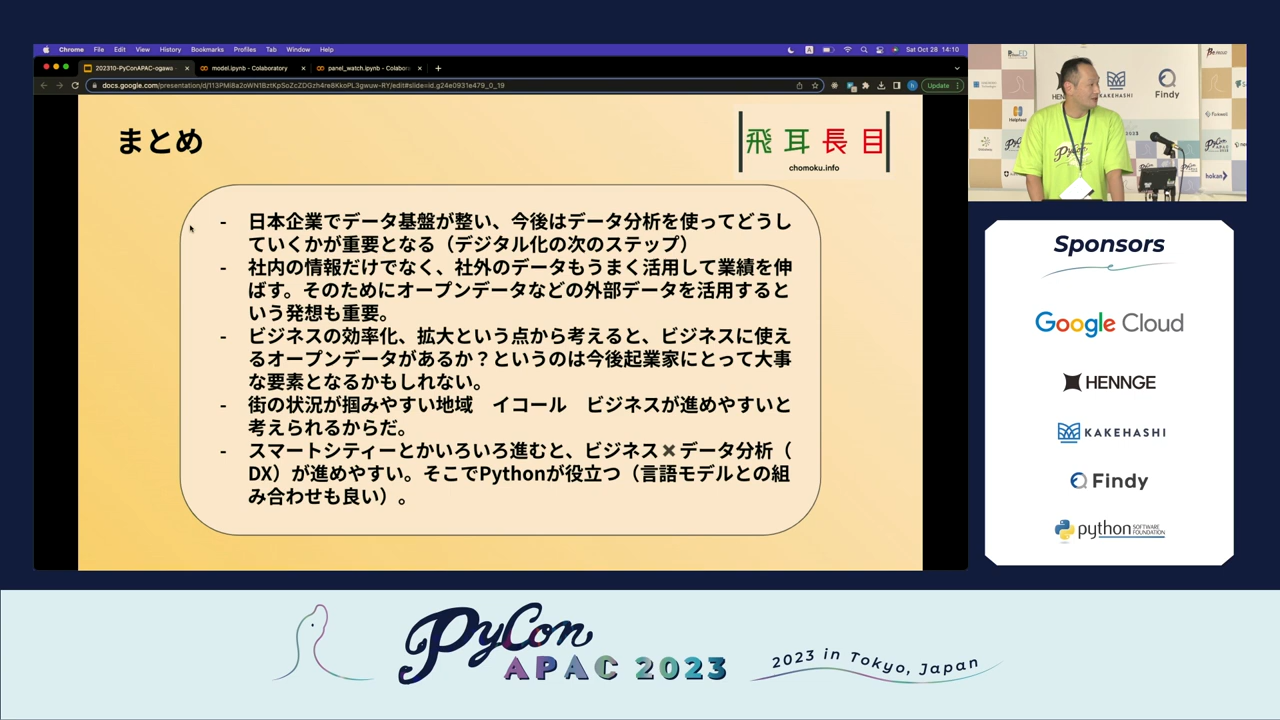 Chrome File Edit View History Bookmarks Profiles Tab Window Help
Sat Oct 28 14:10
202310-PyConAPAC-ogawa
model.ipynb - Colaboratory
panel_watch.ipynb - Colabor
Update
まとめ
飛耳長目
chomoku.info
- 日本企業でデータ基盤が整い、今後はデータ分析を使ってどうし
ていくかが重要となる（デジタル化の次のステップ）
- 社内の情報だけでなく、社外のデータもうまく活用して業績を伸
ばす。そのためにオープンデータなどの外部データを活用すると
いう発想も重要。
- ビジネスの効率化、拡大という点から考えると、ビジネスに使え
るオープンデータがあるか？というのは今後起業家にとって大事
な要素となるかもしれない。
- 街の状況が掴みやすい地域　イコール　ビジネスが進めやすいと
考えられるからだ。
- スマートシティーとかいろいろ進むと、ビジネス✖データ分析（
DX）が進めやすい。そこでPythonが役立つ（言語モデルとの組
み合わせも良い）。
KAKEHASHI
Findy
hokan
Sponsors
Google Cloud
HENNGE
KAKEHASHI
Findy
python SOFTWARE FOUNDATION
PyCon
APAC 2023
2023 in Tokyo, Japan